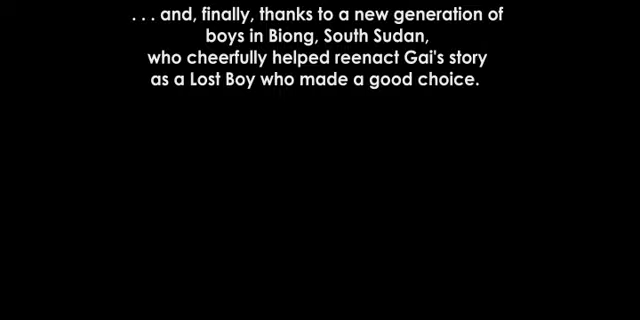 . . . and, finally, thanks to a new generation of
boys in Biong, South Sudan,
who cheerfully helped reenact Gai's story
as a Lost Boy who made a good choice.